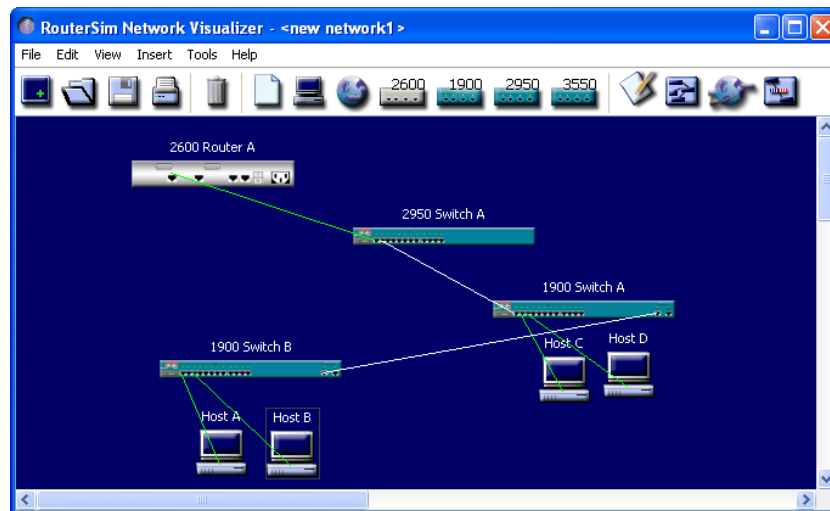 RouterSim Network Visualizer - <new network1>
File Edit View Insert Tools Help
2600 1900 2950 3550
2600 Router A
2950 Switch A
1900 Switch A
Host C Host D
1900 Switch B
Host A Host B